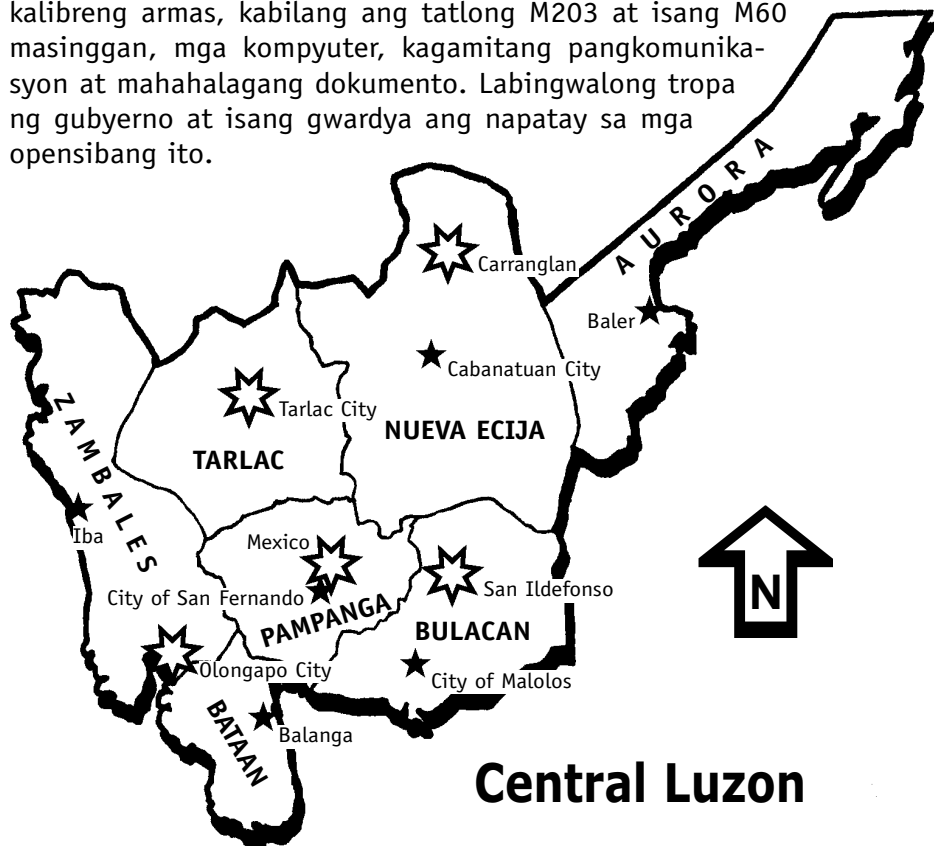 kalibreng armas, kabilang ang tatlong M203 at isang M60
masinggan, mga kompyuter, kagamitang pangkomunika-
syon at mahahalagang dokumento. Labingwalong tropa
ng gubyerno at isang gwardya ang napatay sa mga
opensibang ito.
AURORA
Carranglan
Baler
Cabanatuan City
Tarlac City
NUEVA ECIJA
TARLAC
ZAMBALES
Iba
Mexico
San Ildefonso
City of San Fernando
PAMPANGA
BULACAN
N
Olongapo City
City of Malolos
BATAAN
Balanga
Central Luzon